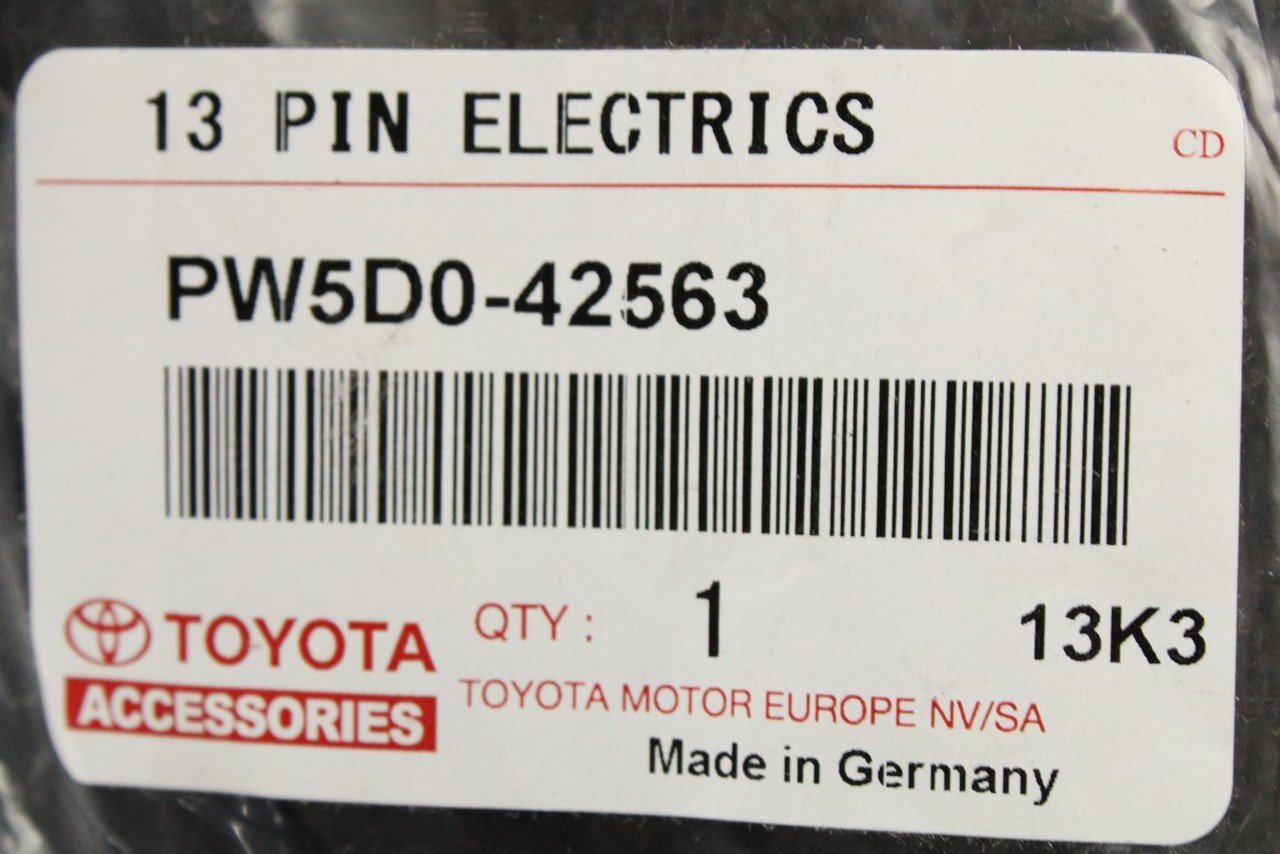 13 PIN ELECTRICS
CD
PW5D0-42563
QTY : 1 13K3
TOYOTA
ACCESSORIES
TOYOTA MOTOR EUROPE NV/SA
Made in Germany